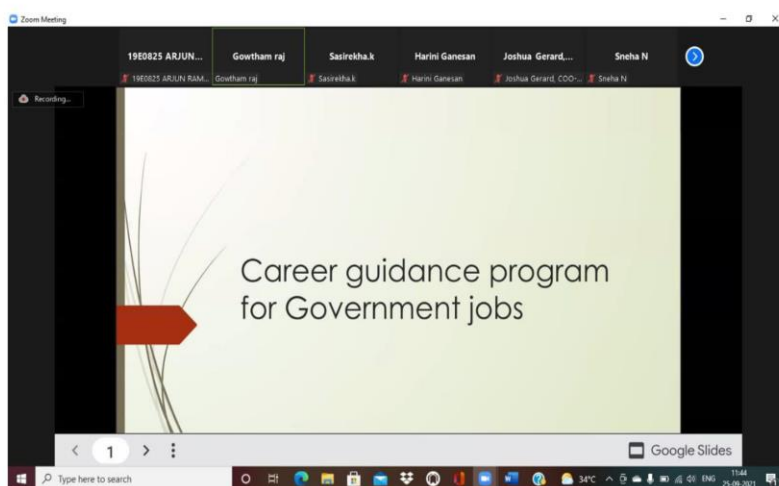 Zoom Meeting
19E0825 ARJUN... Gowtham raj Sasirekha.k Harini Ganesan Joshua Gerard,... Sneha N
19E0825 ARJUN RAM... Gowtham raj Sasirekha.k Harini Ganesan Joshua Gerard, COO-... Sneha N
Recording...
Career guidance program
for Government jobs
1
Google Slides
Type here to search
34°C ENG
11:44
25-09-2021